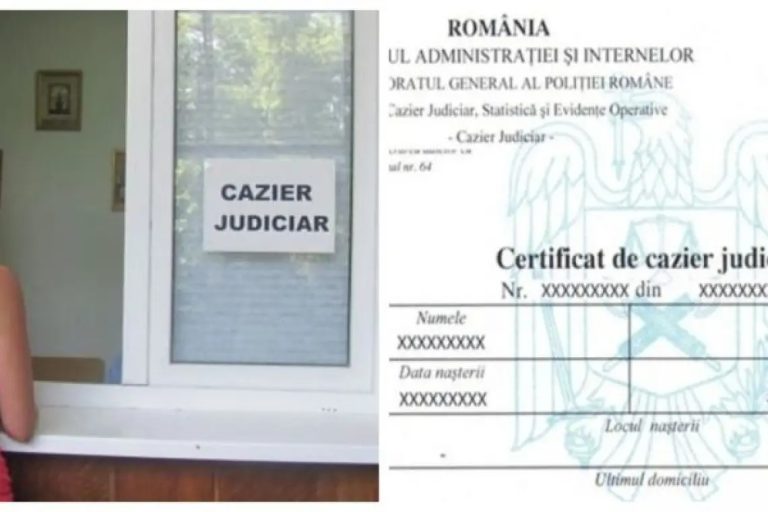 CAZIER
JUDICIAR
ROMÂNIA
UL ADMINISTRAȚIEI ȘI INTERNELOR
ORATUL GENERAL AL POLIȚIEI ROMÂNE
Cazier Judiciar, Statistică și Evidențe Operative
- Cazier Judiciar -
ul nr. 64
Certificat de cazier judic
Nr. XXXXXXXXX din XXXXXXX
Numele
XXXXXXXXX
Data nașterii
XXXXXXXXX
Locul nașterii
Ultimul domiciliu